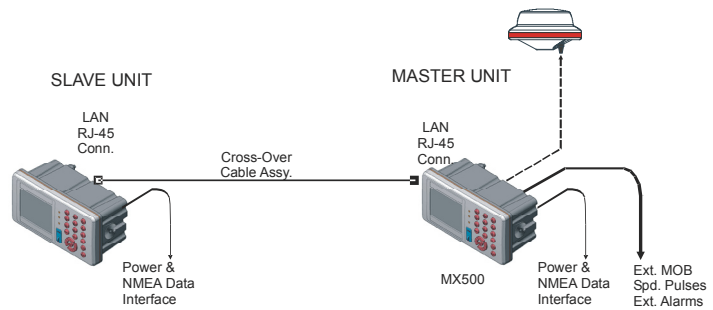 SLAVE UNIT
MASTER UNIT
LAN
RJ-45
Conn.
LAN
RJ-45
Conn.
Cross-Over
Cable Assy.
Power &
NMEA Data
Interface
MX500
Power &
NMEA Data
Interface
Ext. MOB
Spd. Pulses
Ext. Alarms